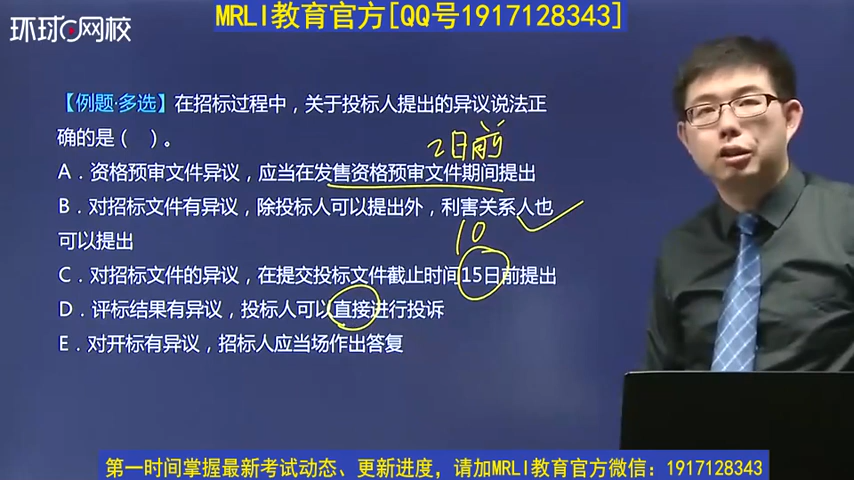 MRLI教育官方[QQ号1917128343]
环球网校
【例题·多选】在招标过程中，关于投标人提出的异议说法正
确的是（ ）。
2日前
A．资格预审文件异议，应当在发售资格预审文件期间提出
B．对招标文件有异议，除投标人可以提出外，利害关系人也
可以提出
10
C．对招标文件的异议，在提交投标文件截止时间15日前提出
D．评标结果有异议，投标人可以直接进行投诉
E．对开标有异议，招标人应当场作出答复
第一时间掌握最新考试动态、更新进度，请加MRLI教育官方微信：1917128343